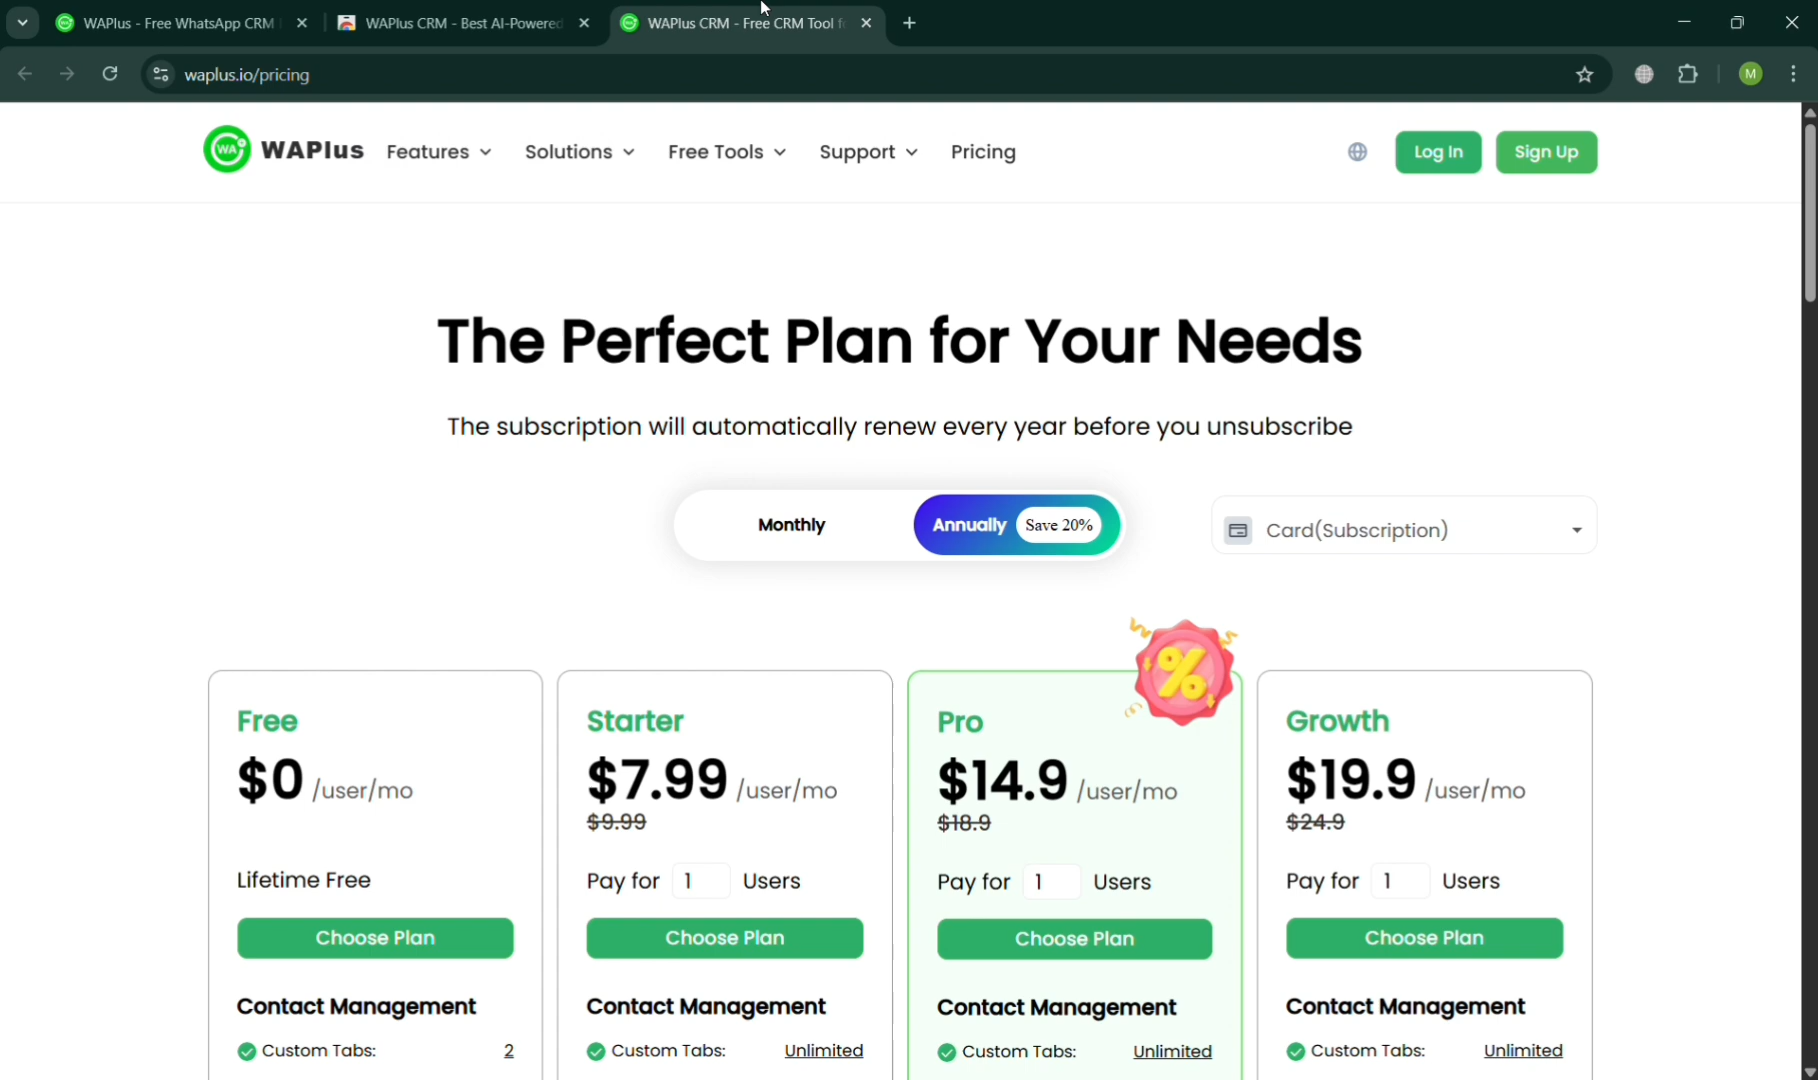 WAPlus - Free WhatsApp CRM
WAPlus CRM - Best AI-Powered
WAPlus CRM - Free CRM Tool f
waplus.io/pricing
M
WA
WAPlus
Features
Solutions
Free Tools
Support
Pricing
Log In
Sign Up
The Perfect Plan for Your Needs
The subscription will automatically renew every year before you unsubscribe
Monthly
Annually
Save 20%
Card(Subscription)
%
Free
$0 /user/mo
Lifetime Free
Choose Plan
Contact Management
Custom Tabs: 2
Starter
$7.99 /user/mo
$9.99
Pay for 1 Users
Choose Plan
Contact Management
Custom Tabs: Unlimited
Pro
$14.9 /user/mo
$18.9
Pay for 1 Users
Choose Plan
Contact Management
Custom Tabs: Unlimited
Growth
$19.9 /user/mo
$24.9
Pay for 1 Users
Choose Plan
Contact Management
Custom Tabs: Unlimited